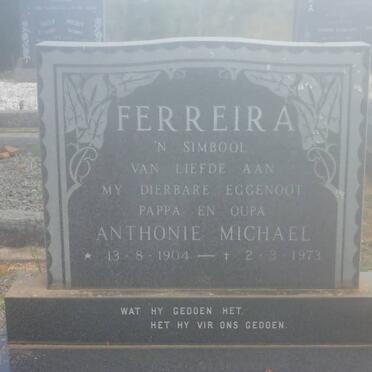 FERREIRA
'N SIMBOOL
VAN LIEFDE AAN
MY DIERBARE EGGENOOT
PAPPA EN OUPA
ANTHONIE MICHAEL
* 13-8-1904 — † 2-3-1973
WAT HY GEDOEN HET,
HET HY VIR ONS GEDOEN.